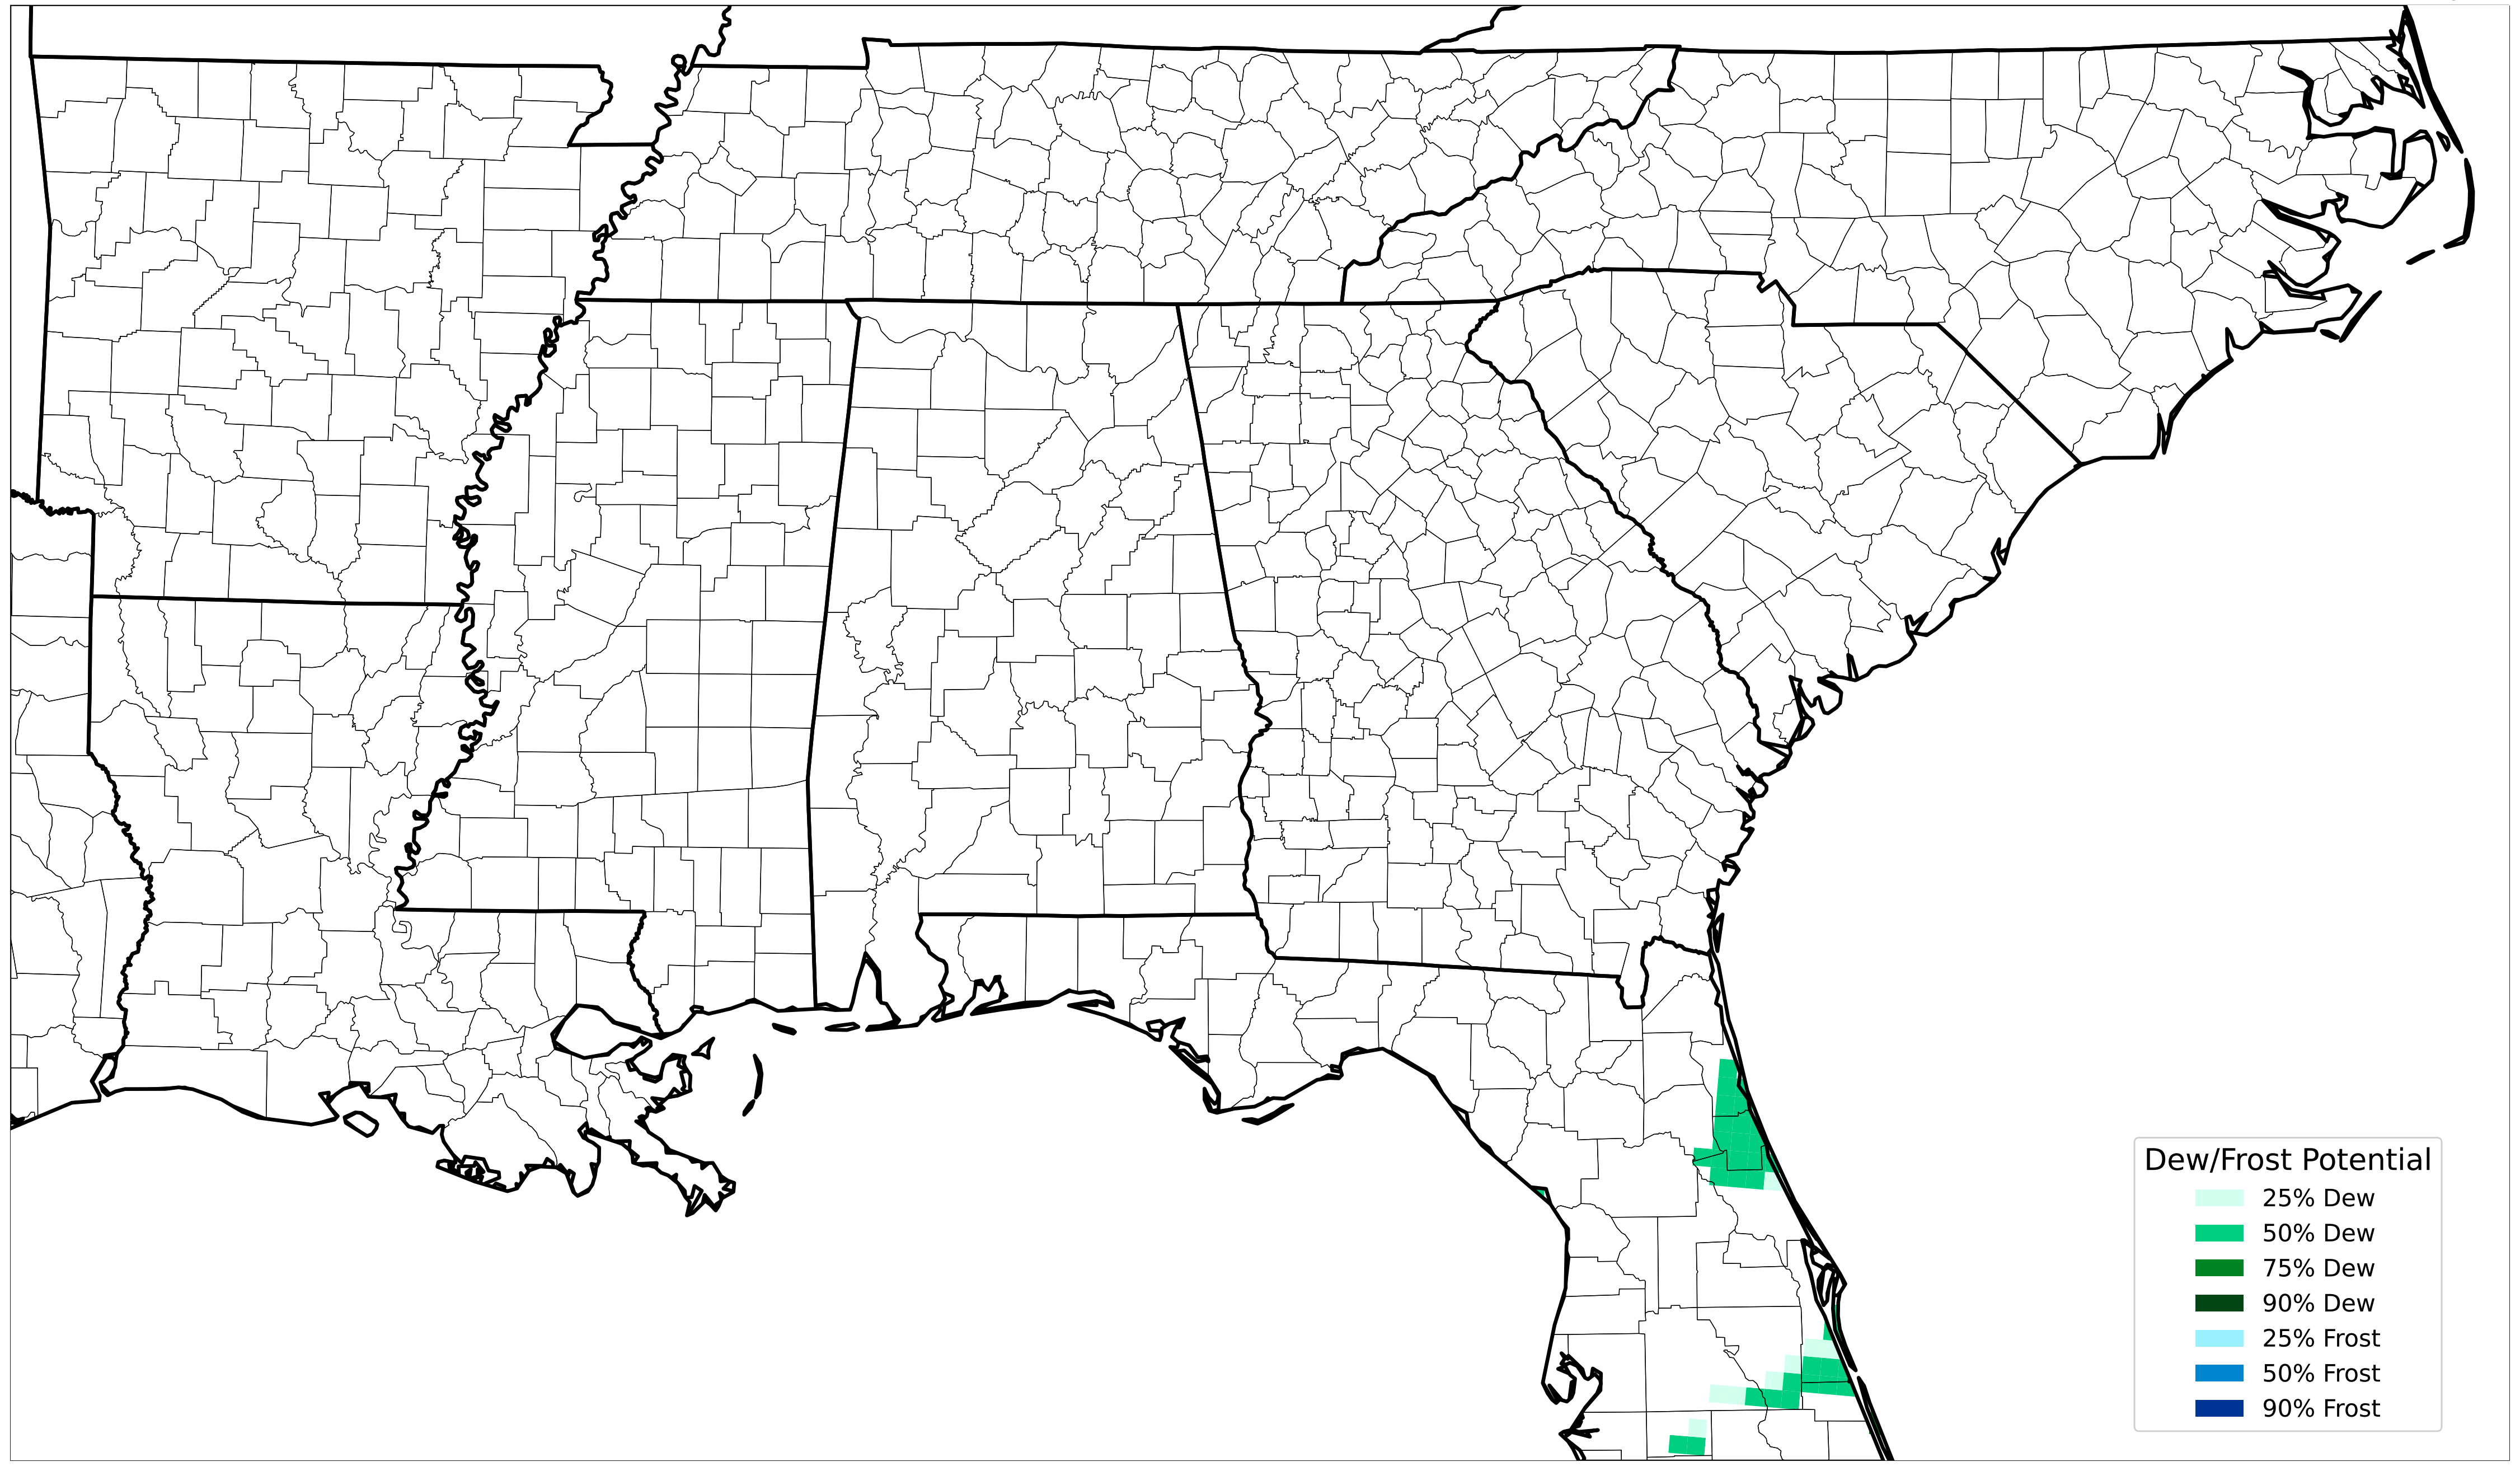 Dew/Frost Potential
25% Dew
50% Dew
75% Dew
90% Dew
25% Frost
50% Frost
90% Frost